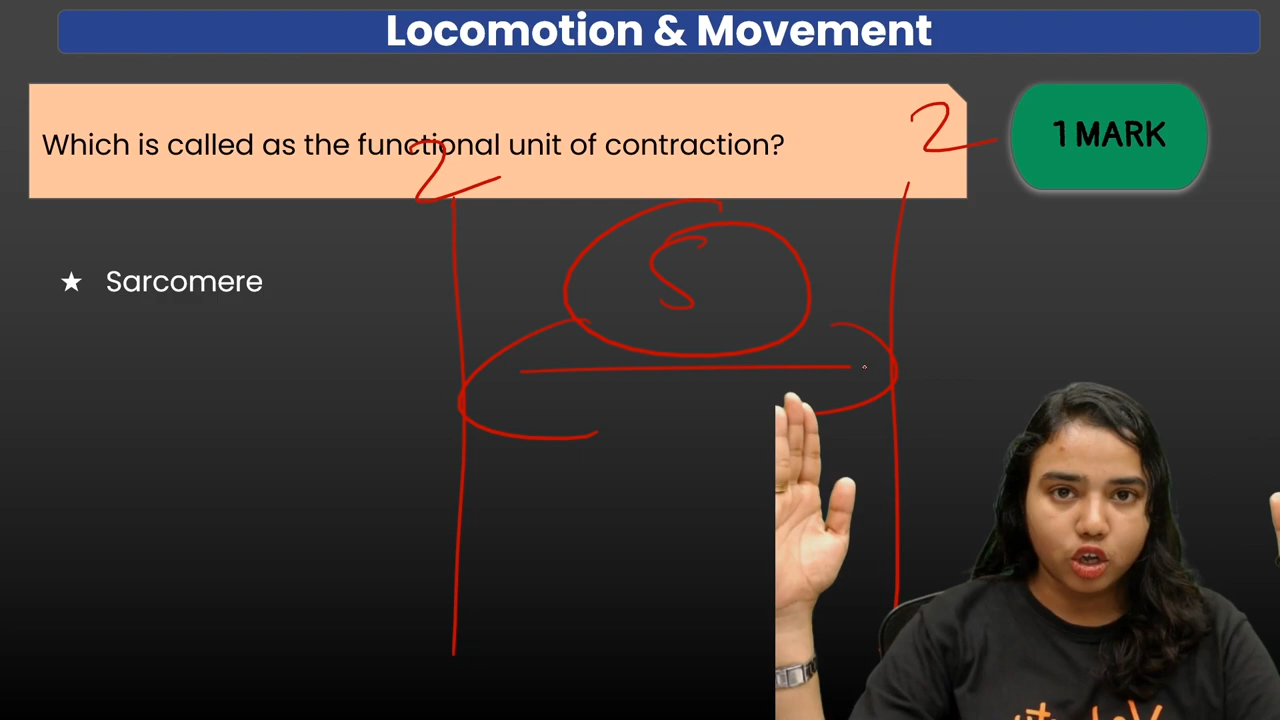 Locomotion & Movement
Which is called as the functional unit of contraction?
1 MARK
2
2
S
★ Sarcomere